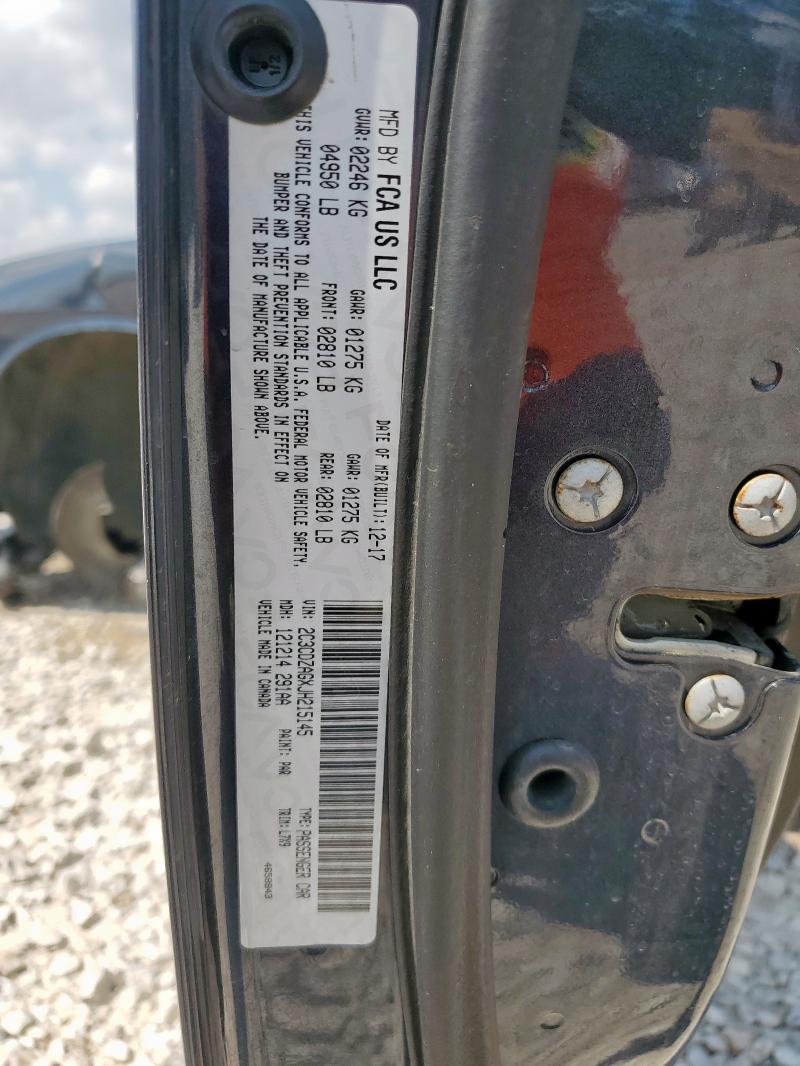 MFD BY FCA US LLC
DATE OF MFR(BUILT): 12-17
GVWR: 02246 KG GAWR: 01275 KG GAWR: 01275 KG
04950 LB FRONT: 02810 LB REAR: 02810 LB
THIS VEHICLE CONFORMS TO ALL APPLICABLE U.S.A. FEDERAL MOTOR VEHICLE SAFETY,
BUMPER AND THEFT PREVENTION STANDARDS IN EFFECT ON
THE DATE OF MANUFACTURE SHOWN ABOVE.
VIN: 2C3CDZAGXJH215145 TYPE: PASSENGER CAR
MDH: 121214 291AA PAINT: PAR TRIM: L7X9
VEHICLE MADE IN CANADA 4658843